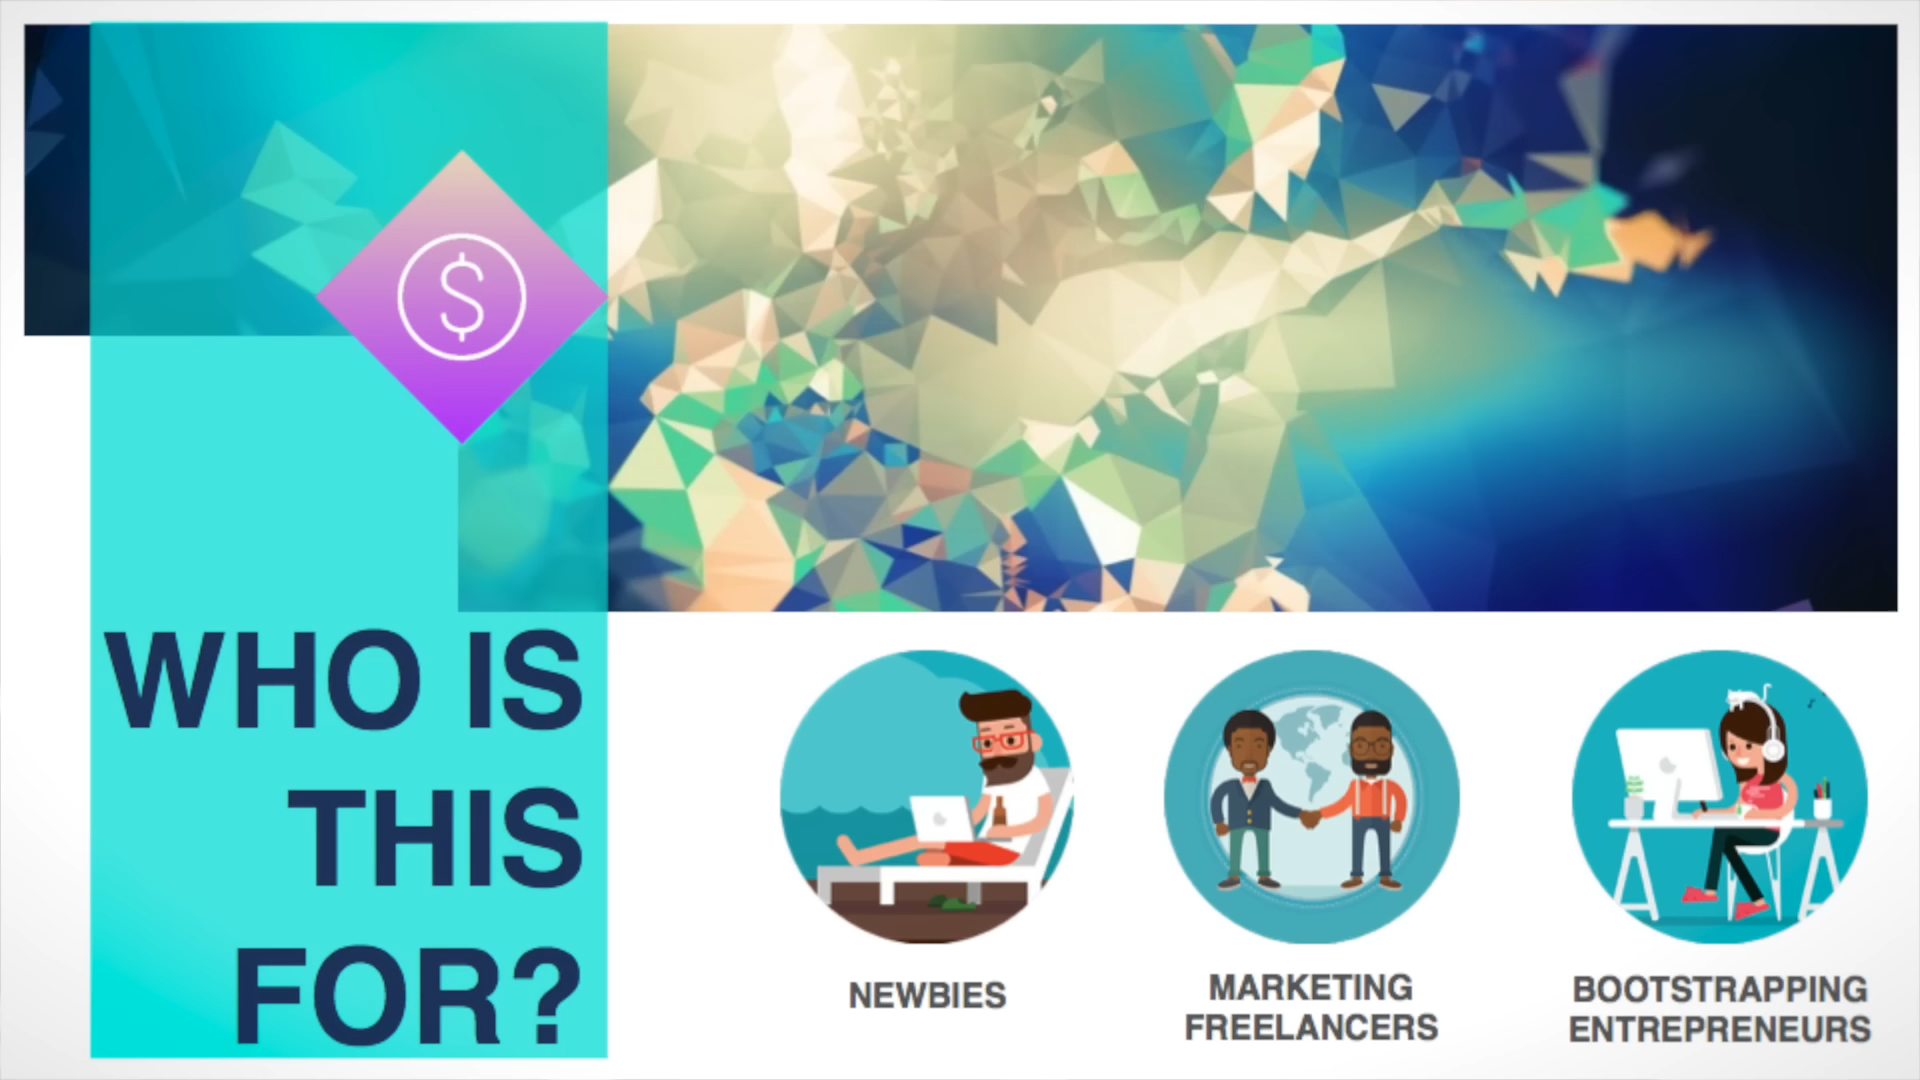 WHO IS
THIS
FOR?
$
NEWBIES
MARKETING
FREELANCERS
BOOTSTRAPPING
ENTREPRENEURS